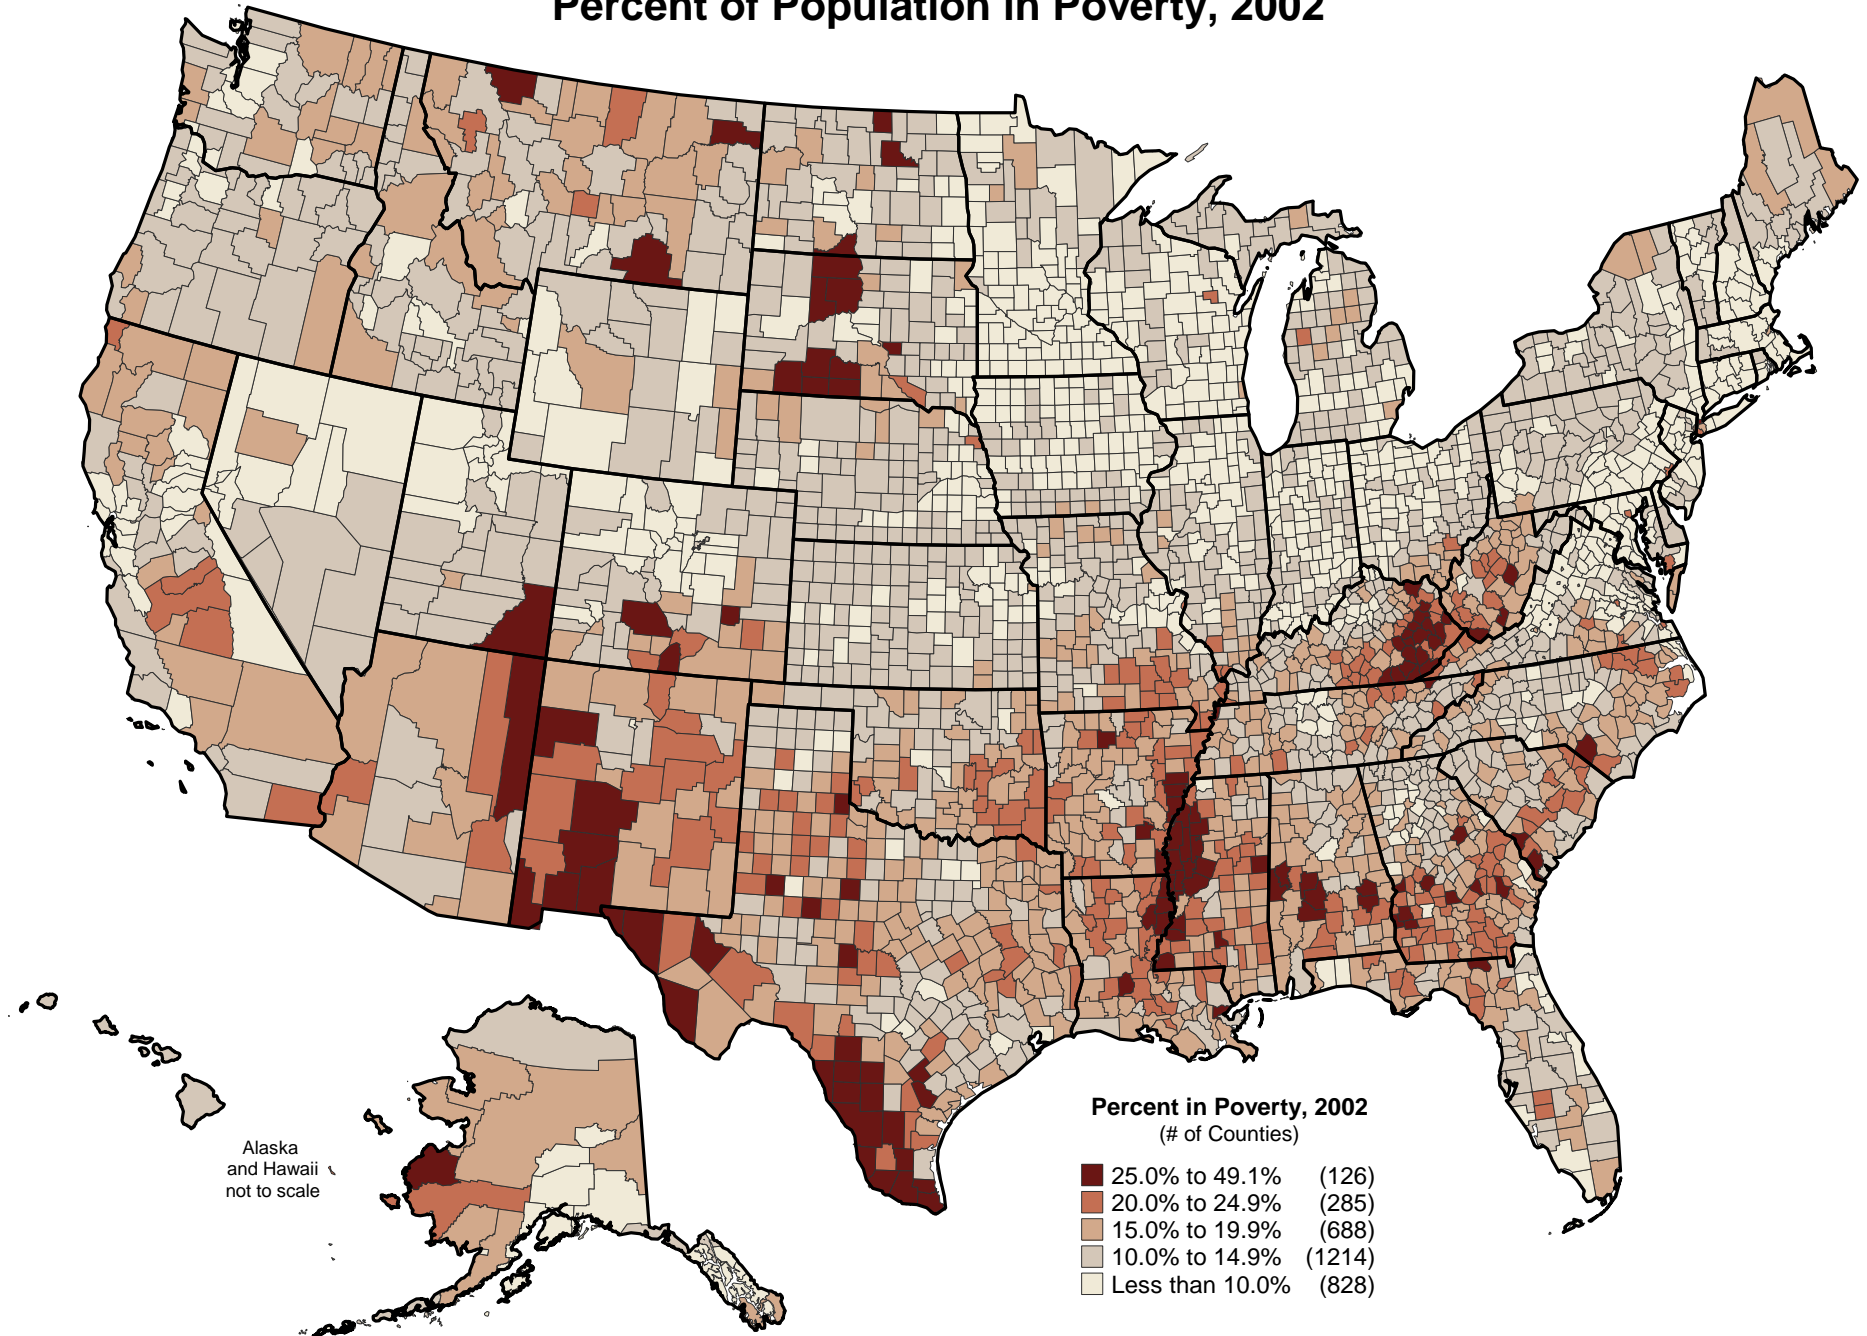 Percent of Population in Poverty, 2002
Alaska
and Hawaii
not to scale
Percent in Poverty, 2002
(# of Counties)
25.0% to 49.1% (126)
20.0% to 24.9% (285)
15.0% to 19.9% (688)
10.0% to 14.9% (1214)
Less than 10.0% (828)